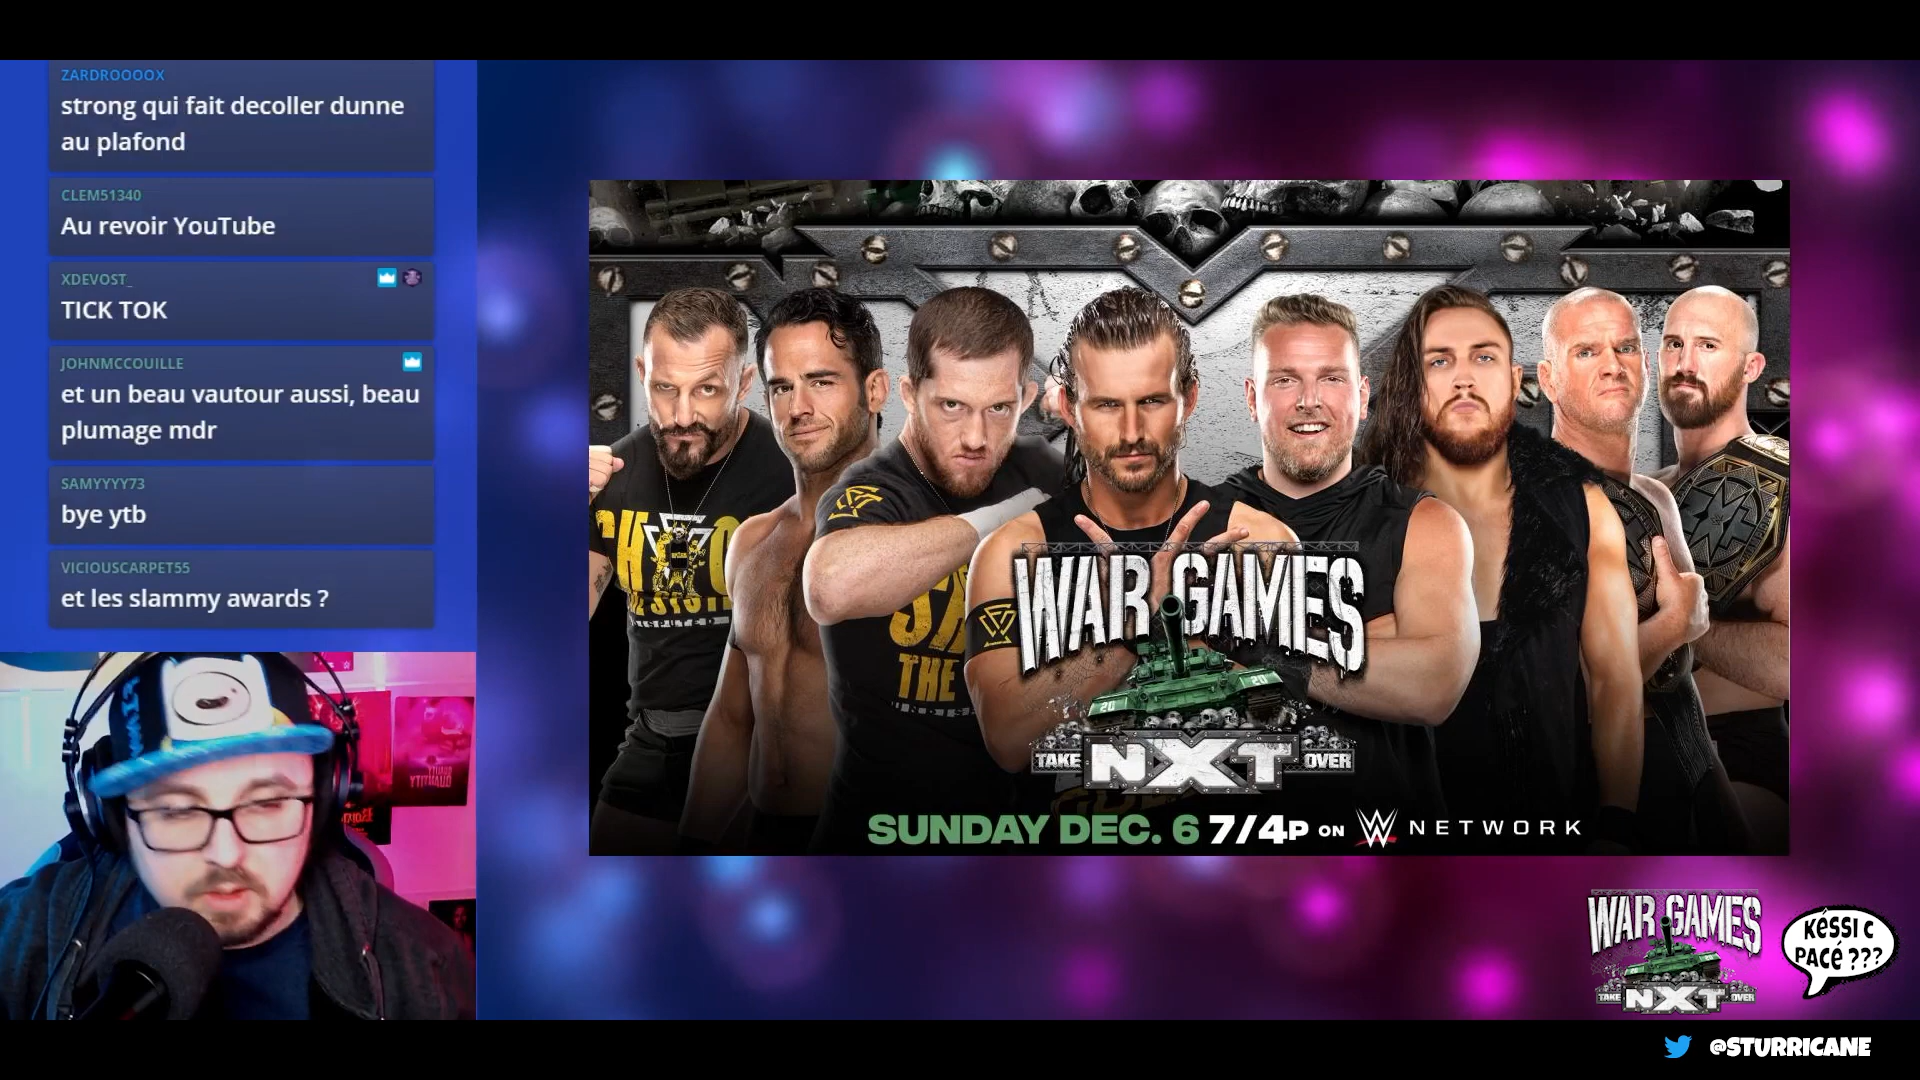 ZARDROOOOX
strong qui fait decoller dunne
au plafond
CLEM51340
Au revoir YouTube
XDEVOST_
TICK TOK
JOHNMCCOUILLE
et un beau vautour aussi, beau
plumage mdr
SAMYYYY73
bye ytb
VICIOUSCARPET55
et les slammy awards ?
WAR GAMES
20 20
TAKE NXT OVER
SUNDAY DEC. 6 7/4P ON W NETWORK
WAR GAMES
TAKE NXT OVER
KÉSSI C
PACÉ ???
@STURRICANE